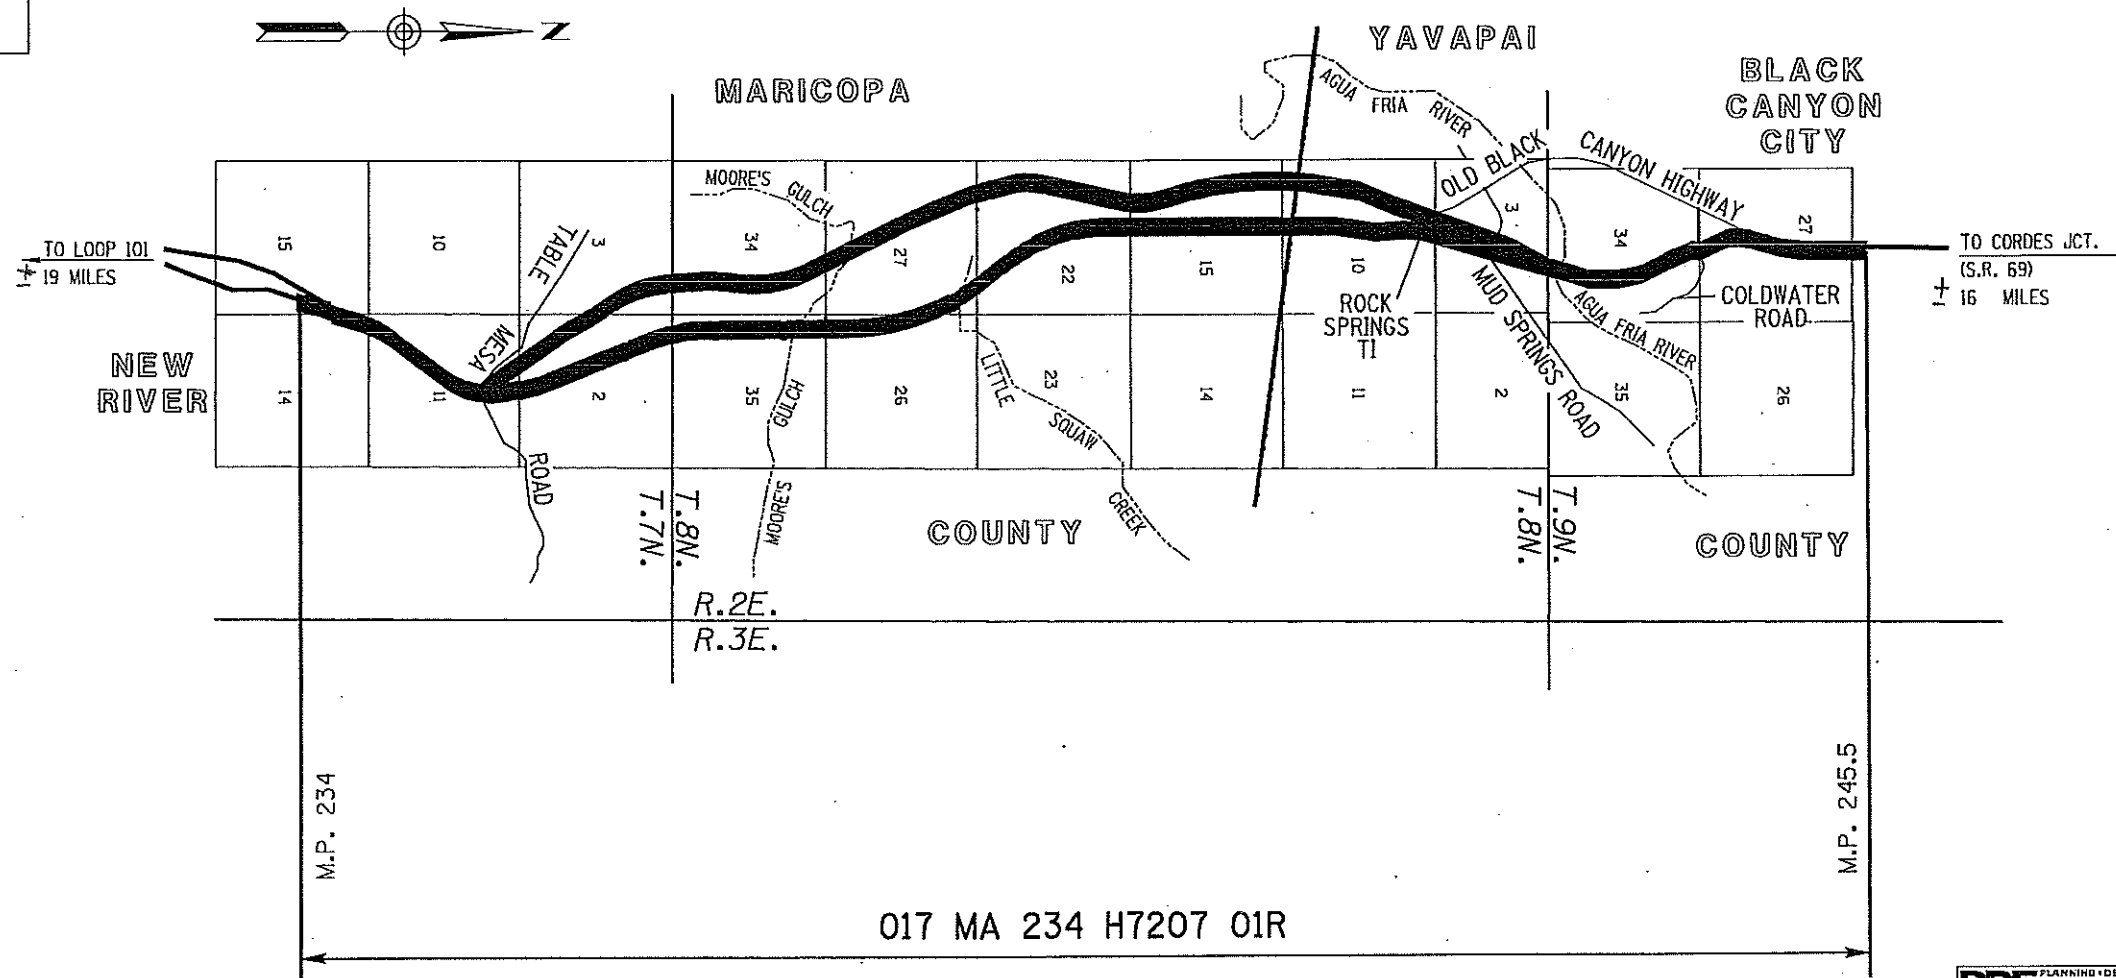 N
YAVAPAI
MARICOPA
BLACK
CANYON
CITY
AGUA
FRIA
RIVER
OLD BLACK
CANYON HIGHWAY
MOORE'S
GULCH
TO LOOP 101
± 19 MILES
15
10
3
TABLE
MESA
ROAD
34
27
22
15
10
3
34
27
TO CORDES JCT.
(S.R. 69)
± 16 MILES
COLDWATER
ROAD
ROCK
SPRINGS
TI
MUD SPRINGS ROAD
AGUA FRIA RIVER
NEW
RIVER
14
11
2
35
26
23
14
11
2
35
26
GULCH
MOORE'S
LITTLE
SQUAW
CREEK
T.7N.
T.8N.
T.8N.
T.9N.
COUNTY
COUNTY
R.2E.
R.3E.
M.P. 234
M.P. 245.5
017 MA 234 H7207 01R